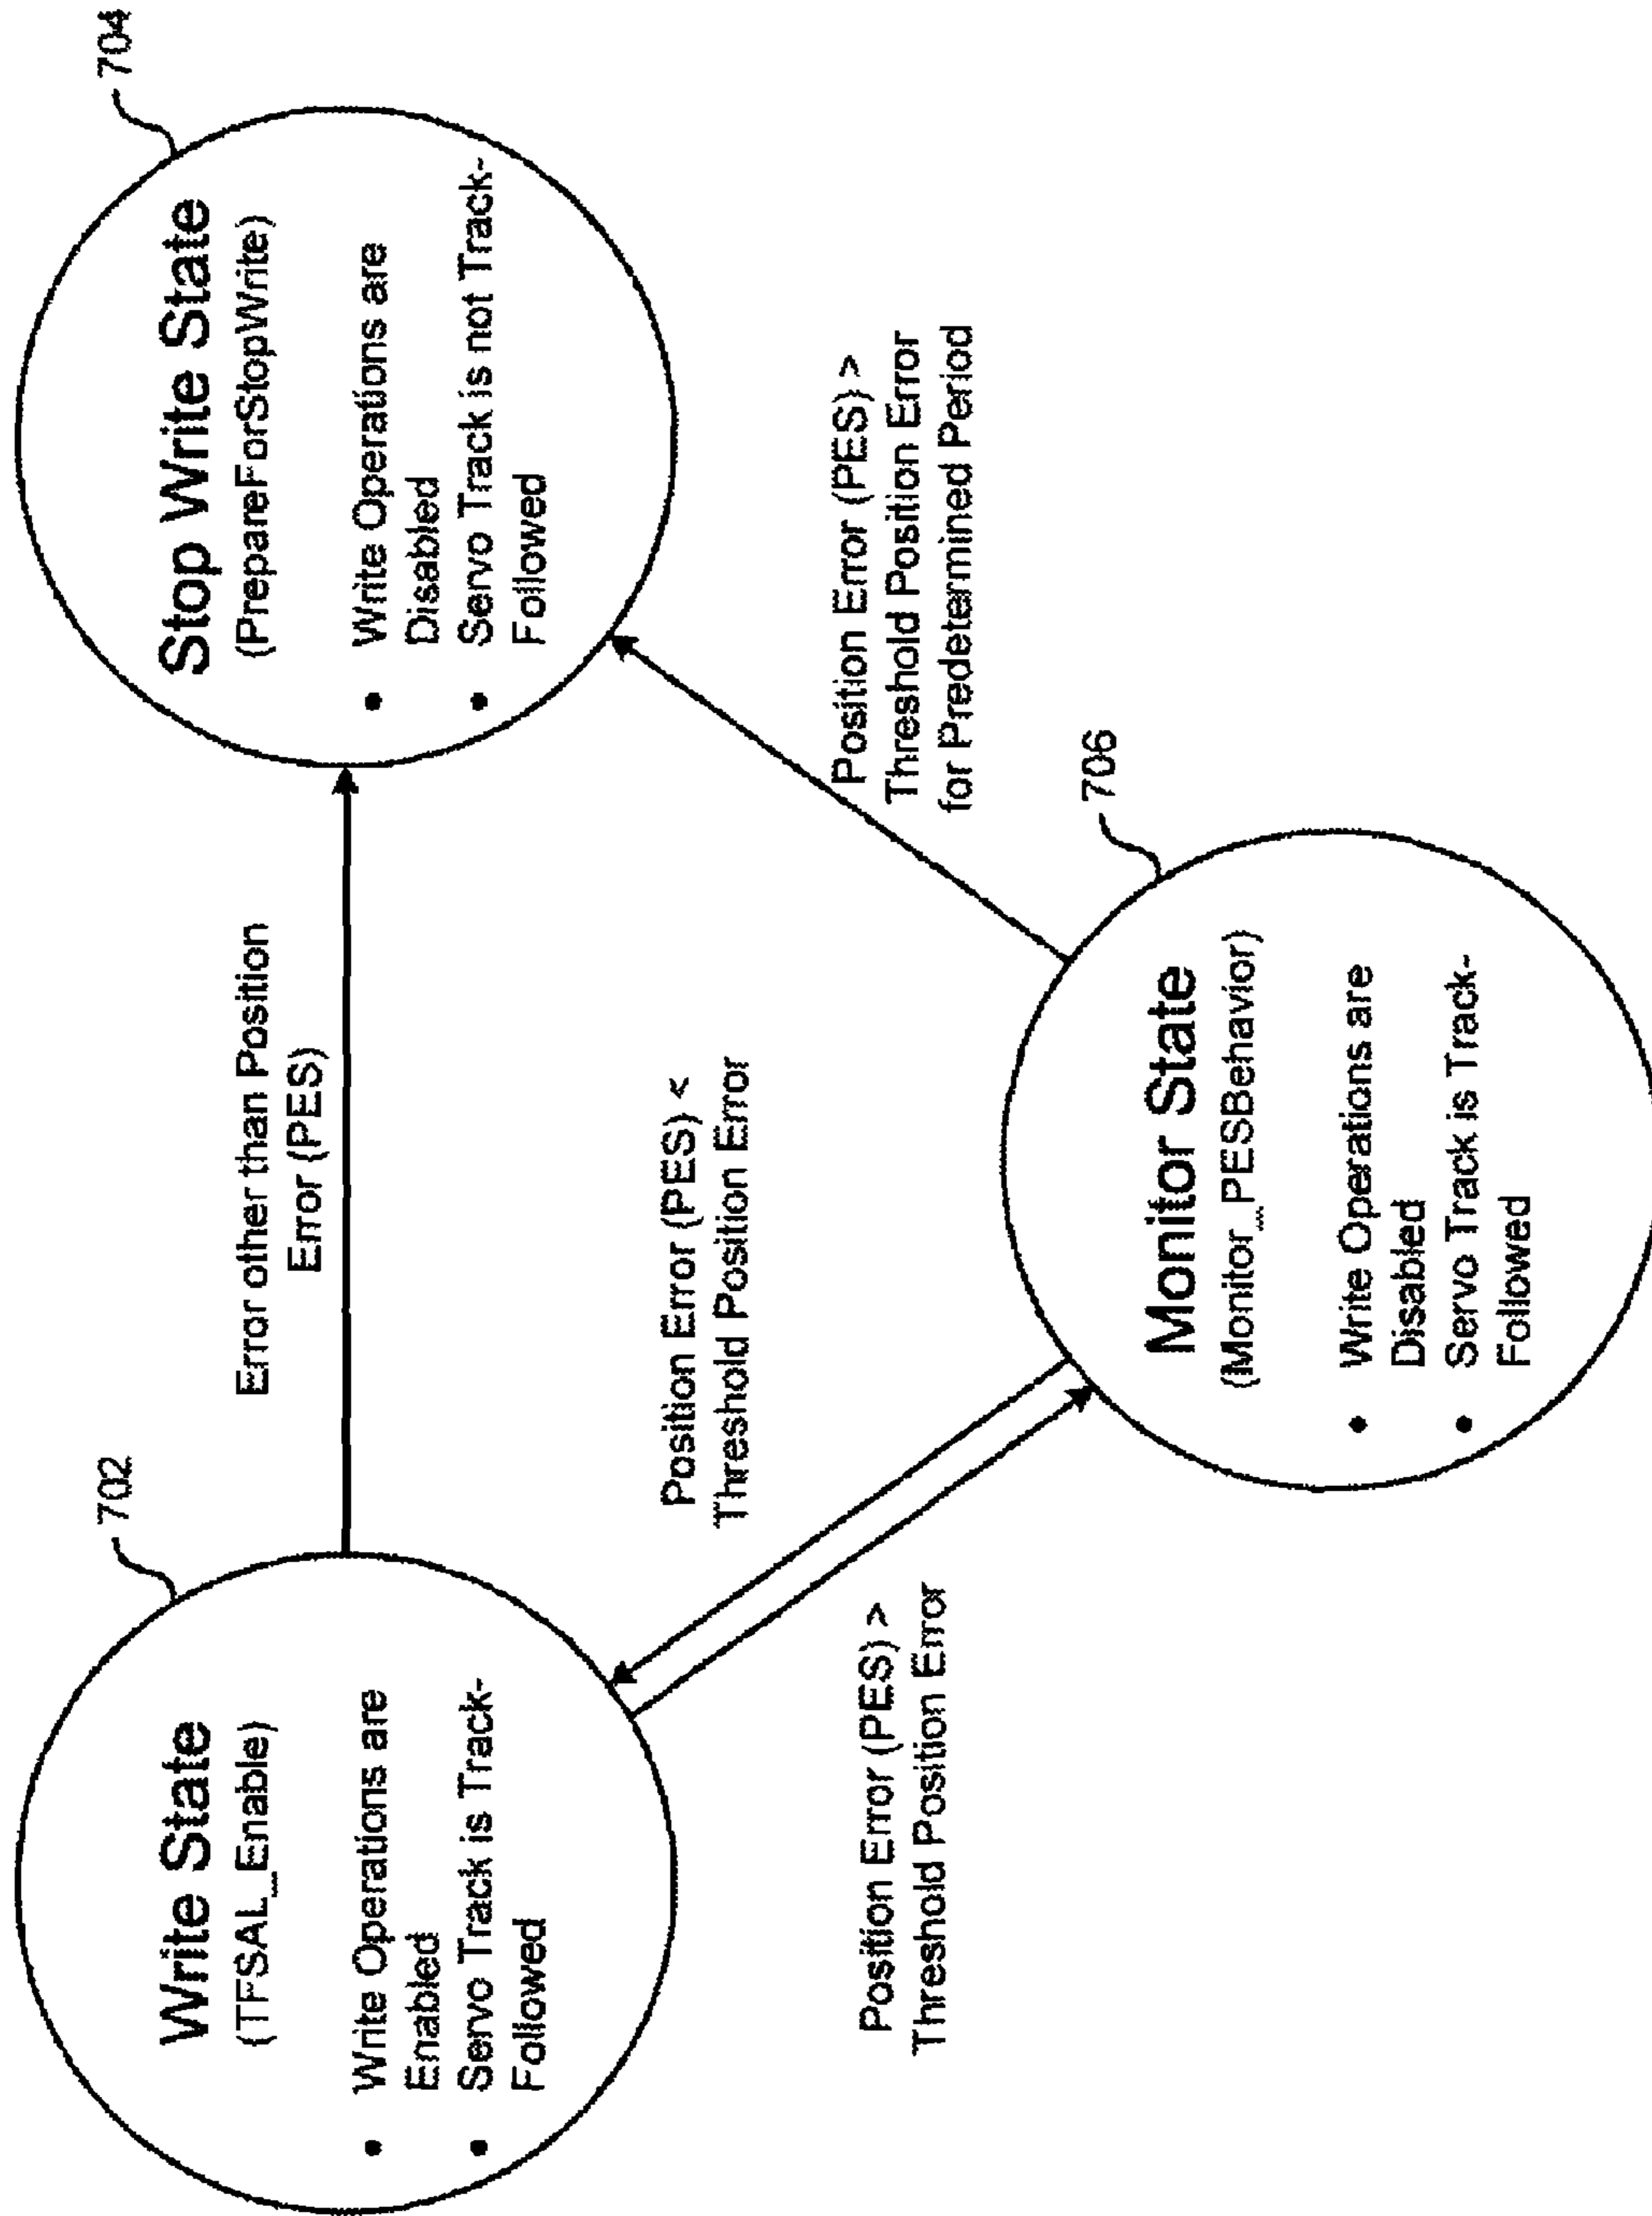 702
Write State
(TFSAL_Enable)
• Write Operations are
Enabled
• Servo Track is Track-
Followed
Error other than Position
Error (PES)
704
Stop Write State
(PrepareForStopWrite)
• Write Operations are
Disabled
• Servo Track is not Track-
Followed
Position Error (PES) <
Threshold Position Error
Position Error (PES) >
Threshold Position Error
Position Error (PES) >
Threshold Position Error
for Predetermined Period
706
Monitor State
(Monitor_PESBehavior)
• Write Operations are
Disabled
• Servo Track is Track-
Followed